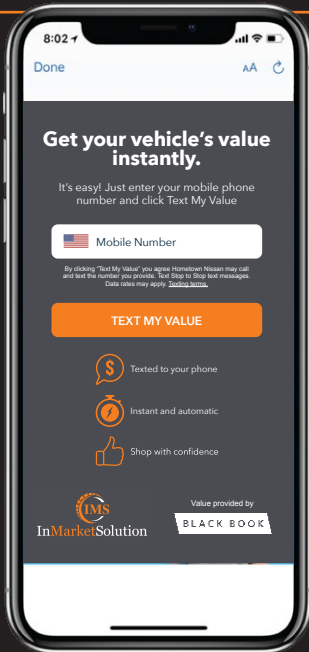 8:02
Done
AA
Get your vehicle's value
instantly.
It's easy! Just enter your mobile phone
number and click Text My Value
Mobile Number
By clicking "Text My Value" you agree Hometown Nissan may call
and text the number you provide. Text Stop to Stop text messages.
Data rates may apply. Texting terms.
TEXT MY VALUE
$ Texted to your phone
Instant and automatic
Shop with confidence
IMS
InMarketSolution
Value provided by
BLACK BOOK